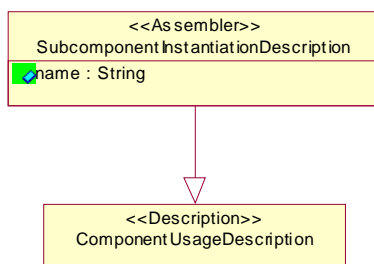 <<Assembler>>
SubcomponentInstantiationDescription
name : String
<<Description>>
ComponentUsageDescription